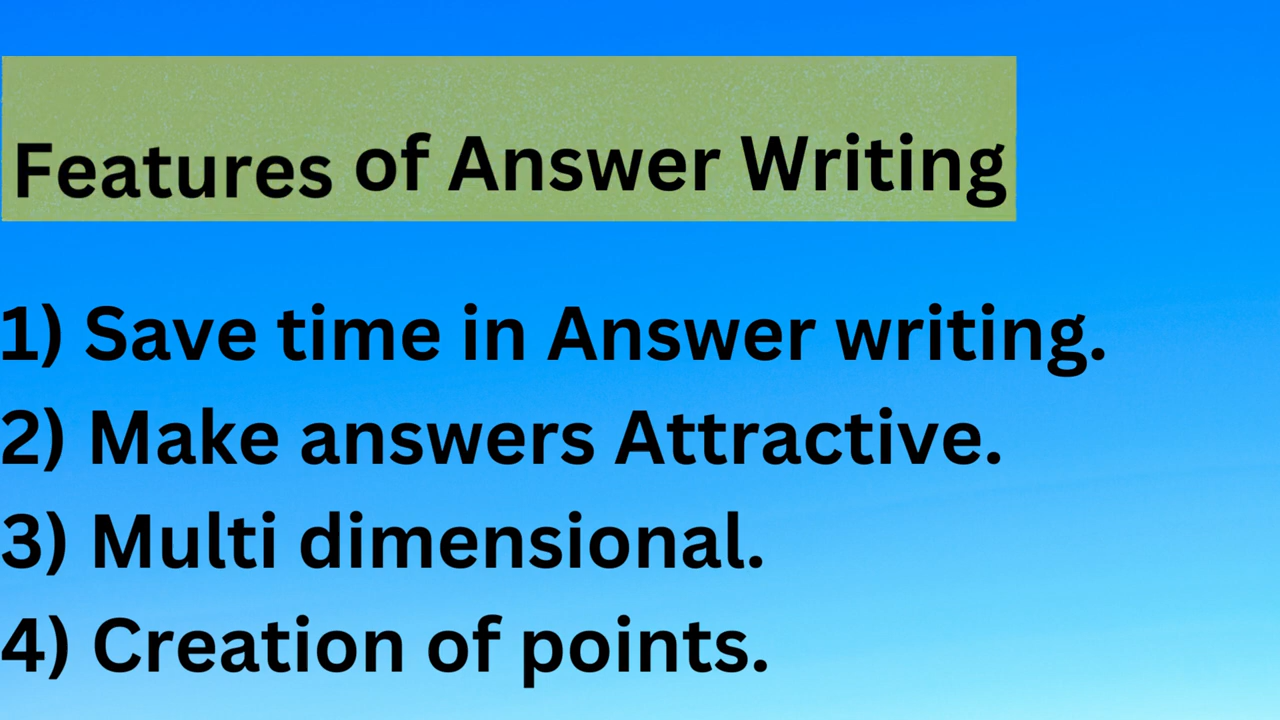 Features of Answer Writing
1) Save time in Answer writing.
2) Make answers Attractive.
3) Multi dimensional.
4) Creation of points.